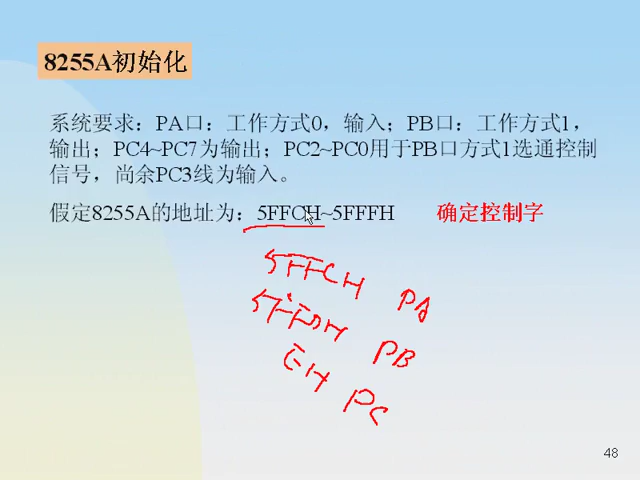 8255A初始化
系统要求：PA口：工作方式0，输入；PB口：工作方式1，
输出；PC4~PC7为输出；PC2~PC0用于PB口方式1选通控制
信号，尚余PC3线为输入。
假定8255A的地址为：5FFCH~5FFFH 确定控制字
5FFCH PA
5FFDH PB
EH PC
48